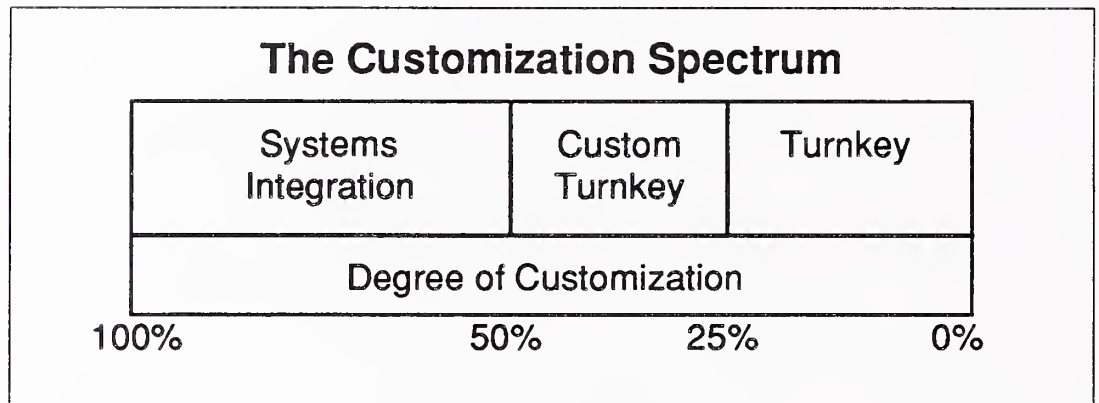 The Customization Spectrum
Systems Integration
Custom Turnkey
Turnkey
Degree of Customization
100% 50% 25% 0%